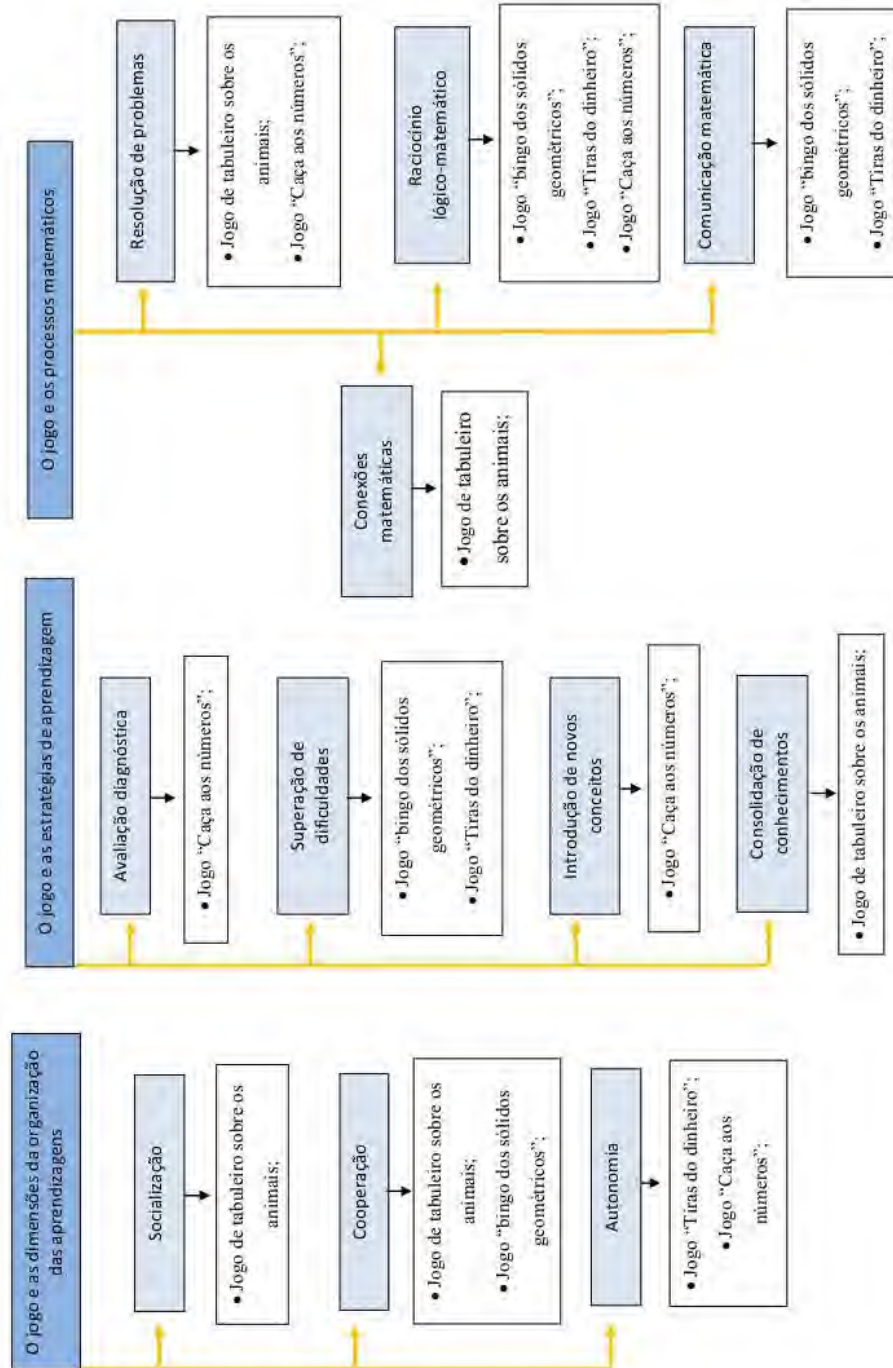 O jogo e as dimensões da organização
das aprendizagens
Socialização
• Jogo de tabuleiro sobre os
animais;
Cooperação
• Jogo de tabuleiro sobre os
animais;
• Jogo “bingo dos sólidos
geométricos”;
Autonomia
• Jogo “Tiras do dinheiro”;
• Jogo “Caça aos
números”;
O jogo e as estratégias de aprendizagem
Avaliação diagnóstica
• Jogo “Caça aos números”;
Superação de
dificuldades
• Jogo “bingo dos sólidos
geométricos”;
• Jogo “Tiras do dinheiro”;
Introdução de novos
conceitos
• Jogo “Caça aos números”;
Consolidação de
conhecimentos
• Jogo de tabuleiro sobre os animais;
O jogo e os processos matemáticos
Resolução de problemas
• Jogo de tabuleiro sobre os
animais;
• Jogo “Caça aos números”;
Conexões
matemáticas
• Jogo de tabuleiro
sobre os animais;
Raciocínio
lógico-matemático
• Jogo “bingo dos sólidos
geométricos”;
• Jogo “Tiras do dinheiro”;
• Jogo “Caça aos números”;
Comunicação matemática
• Jogo “bingo dos sólidos
geométricos”;
• Jogo “Tiras do dinheiro”;